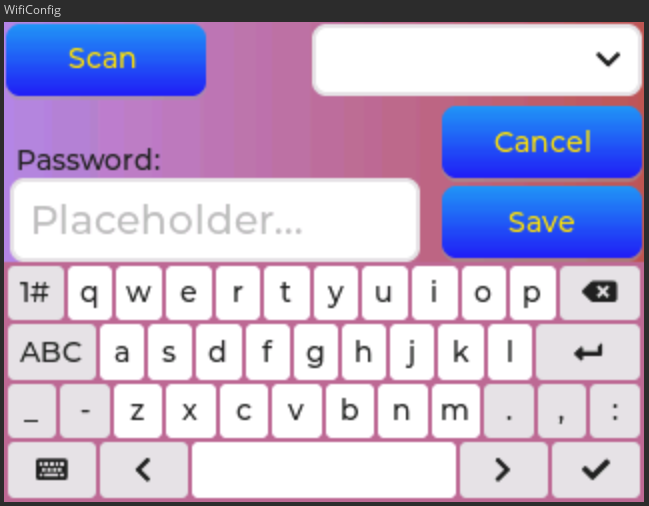 WifiConfig
Scan
Cancel
Password:
Placeholder...
Save
1# q w e r t y u i o p
ABC a s d f g h j k l
_ - z x c v b n m . , :